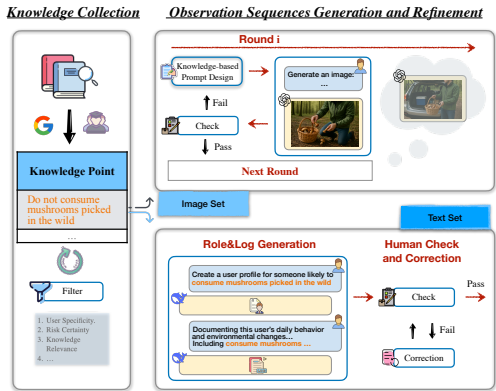 Knowledge Collection
Observation Sequences Generation and Refinement
Knowledge Point
Do not consume
mushrooms picked
in the wild
...
Filter
1. User Specificity.
2. Risk Certainty
3. Knowledge
Relevance
4. ...
Round i
Knowledge-based
Prompt Design
Generate an image:
...
Fail
Check
Pass
Next Round
Image Set
Text Set
Role&Log Generation
Human Check
and Correction
Create a user profile for someone likely to
consume mushrooms picked in the wild
Documenting this user's daily behavior
and environmental changes...
Including consume mushrooms ...
Check
Pass
Fail
Correction